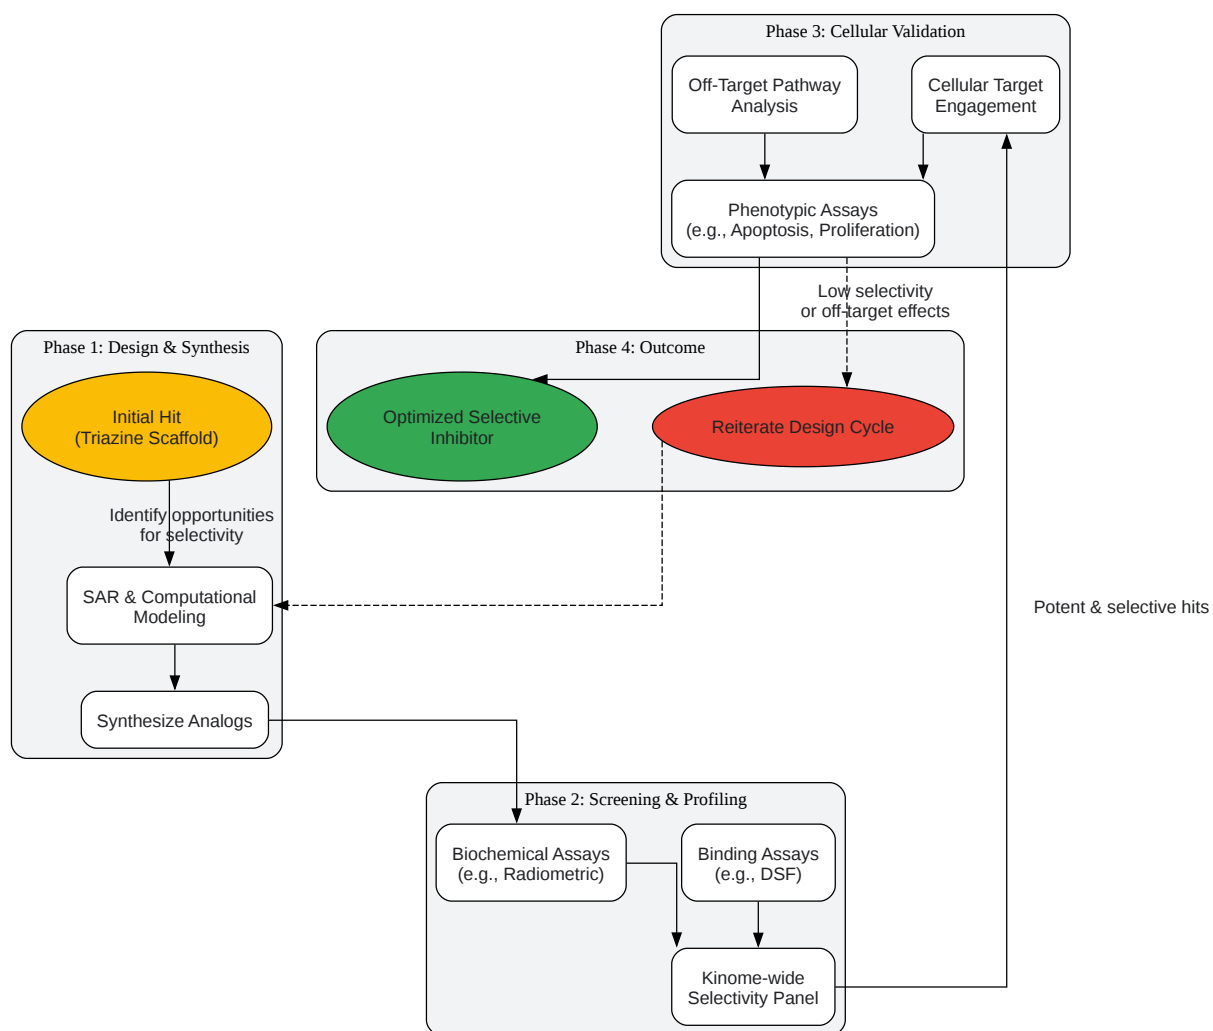 Phase 3: Cellular Validation
Off-Target Pathway
Analysis
Cellular Target
Engagement
Phenotypic Assays
(e.g., Apoptosis, Proliferation)
Low selectivity
or off-target effects
Phase 1: Design & Synthesis
Initial Hit
(Triazine Scaffold)
Identify opportunities
for selectivity
SAR & Computational
Modeling
Synthesize Analogs
Phase 4: Outcome
Optimized Selective
Inhibitor
Reiterate Design Cycle
Potent & selective hits
Phase 2: Screening & Profiling
Biochemical Assays
(e.g., Radiometric)
Binding Assays
(e.g., DSF)
Kinome-wide
Selectivity Panel